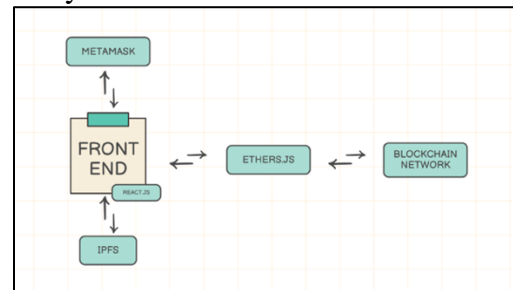 METAMASK
FRONT
END
REACT.JS
ETHERS.JS
BLOCKCHAIN
NETWORK
IPFS